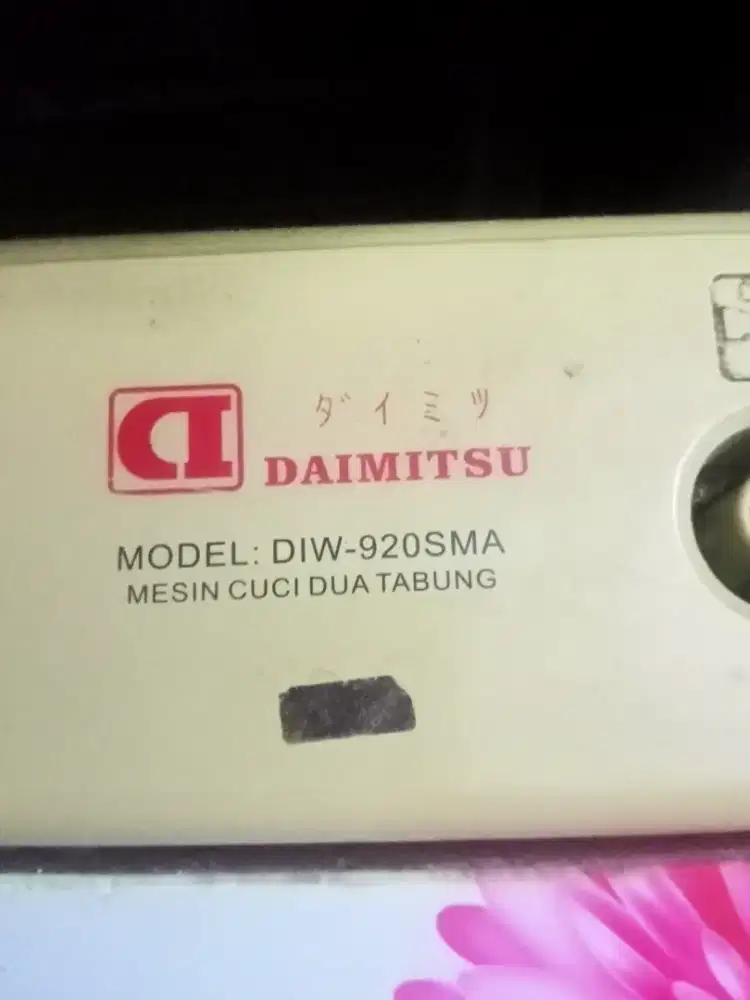 ダイミツ
DAIMITSU
MODEL: DIW-920SMA
MESIN CUCI DUA TABUNG